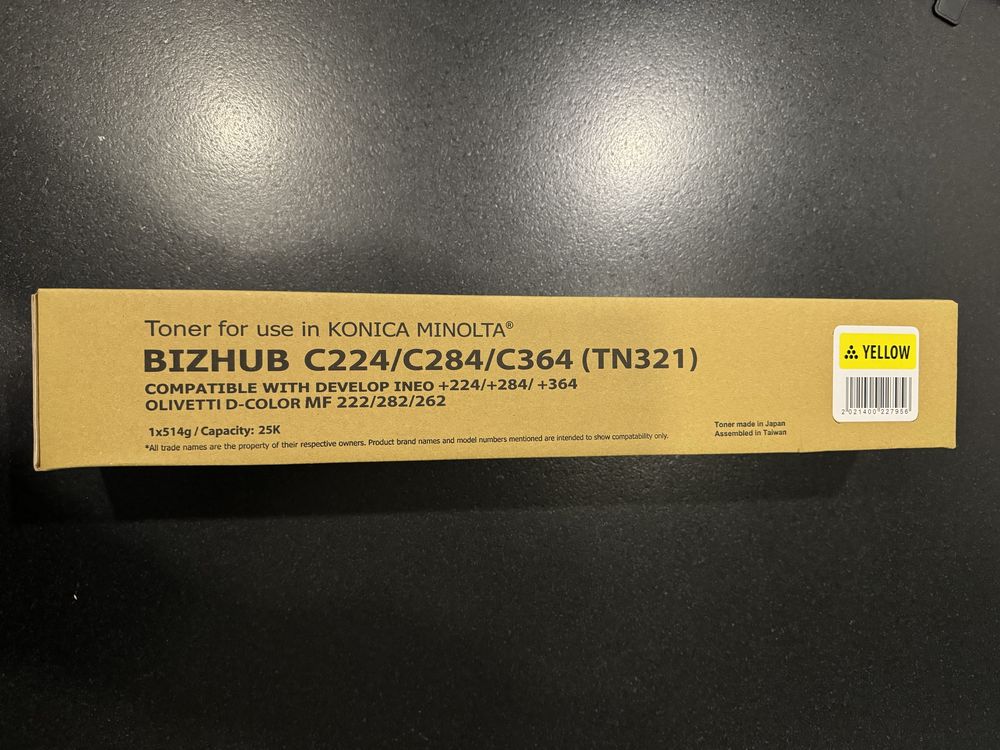 Toner for use in KONICA MINOLTA®
BIZHUB C224/C284/C364 (TN321)
COMPATIBLE WITH DEVELOP INEO +224/+284/ +364
OLIVETTI D-COLOR MF 222/282/262
1x514g / Capacity: 25K
*All trade names are the property of their respective owners. Product brand names and model numbers mentioned are intended to show compatability only.
Toner made in Japan
Assembled in Taiwan
YELLOW
2 021400 227956